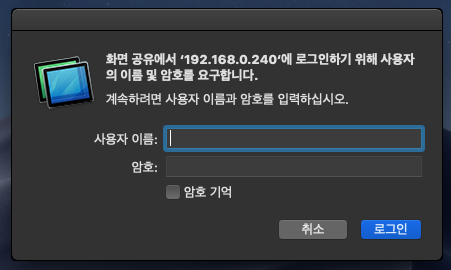 화면 공유에서 ‘192.168.0.240‘에 로그인하기 위해 사용자
의 이름 및 암호를 요구합니다.
계속하려면 사용자 이름과 암호를 입력하십시오.
사용자 이름:
암호:
암호 기억
취소
로그인